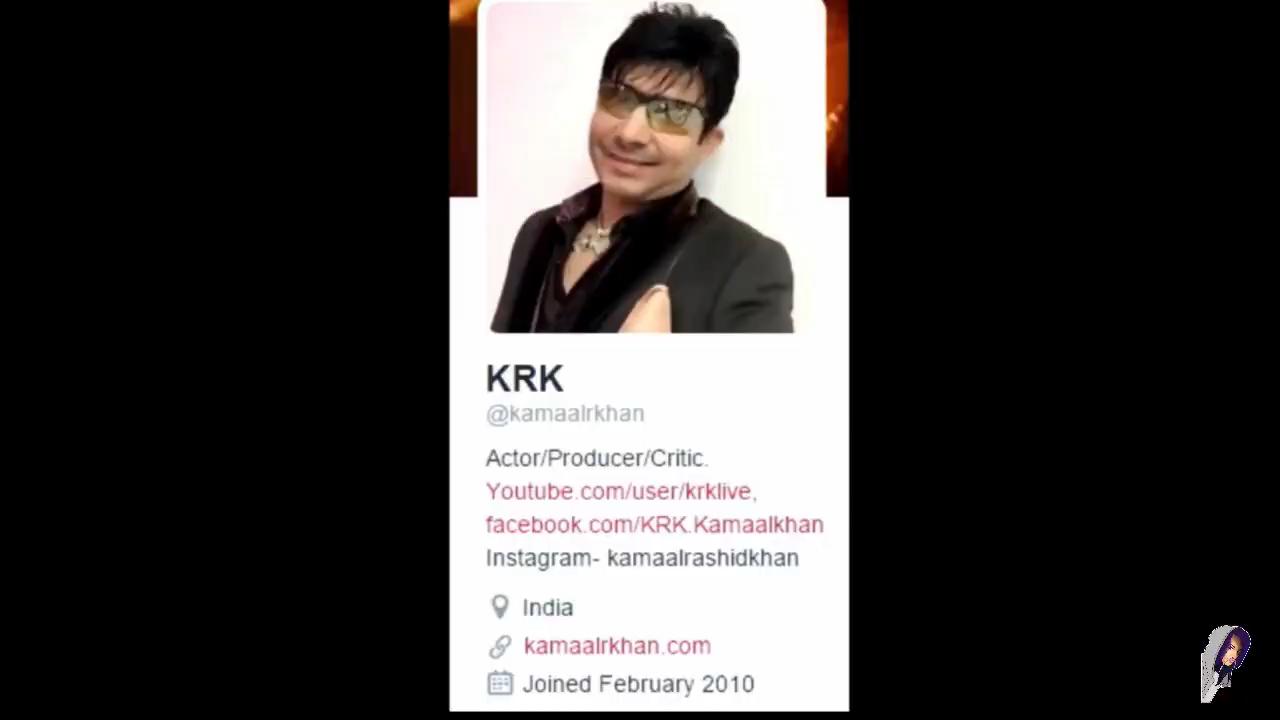 KRK
@kamaalrkhan
Actor/Producer/Critic.
Youtube.com/user/krklive,
facebook.com/KRK.Kamaalkhan
Instagram- kamaalrashidkhan
India
kamaalrkhan.com
Joined February 2010